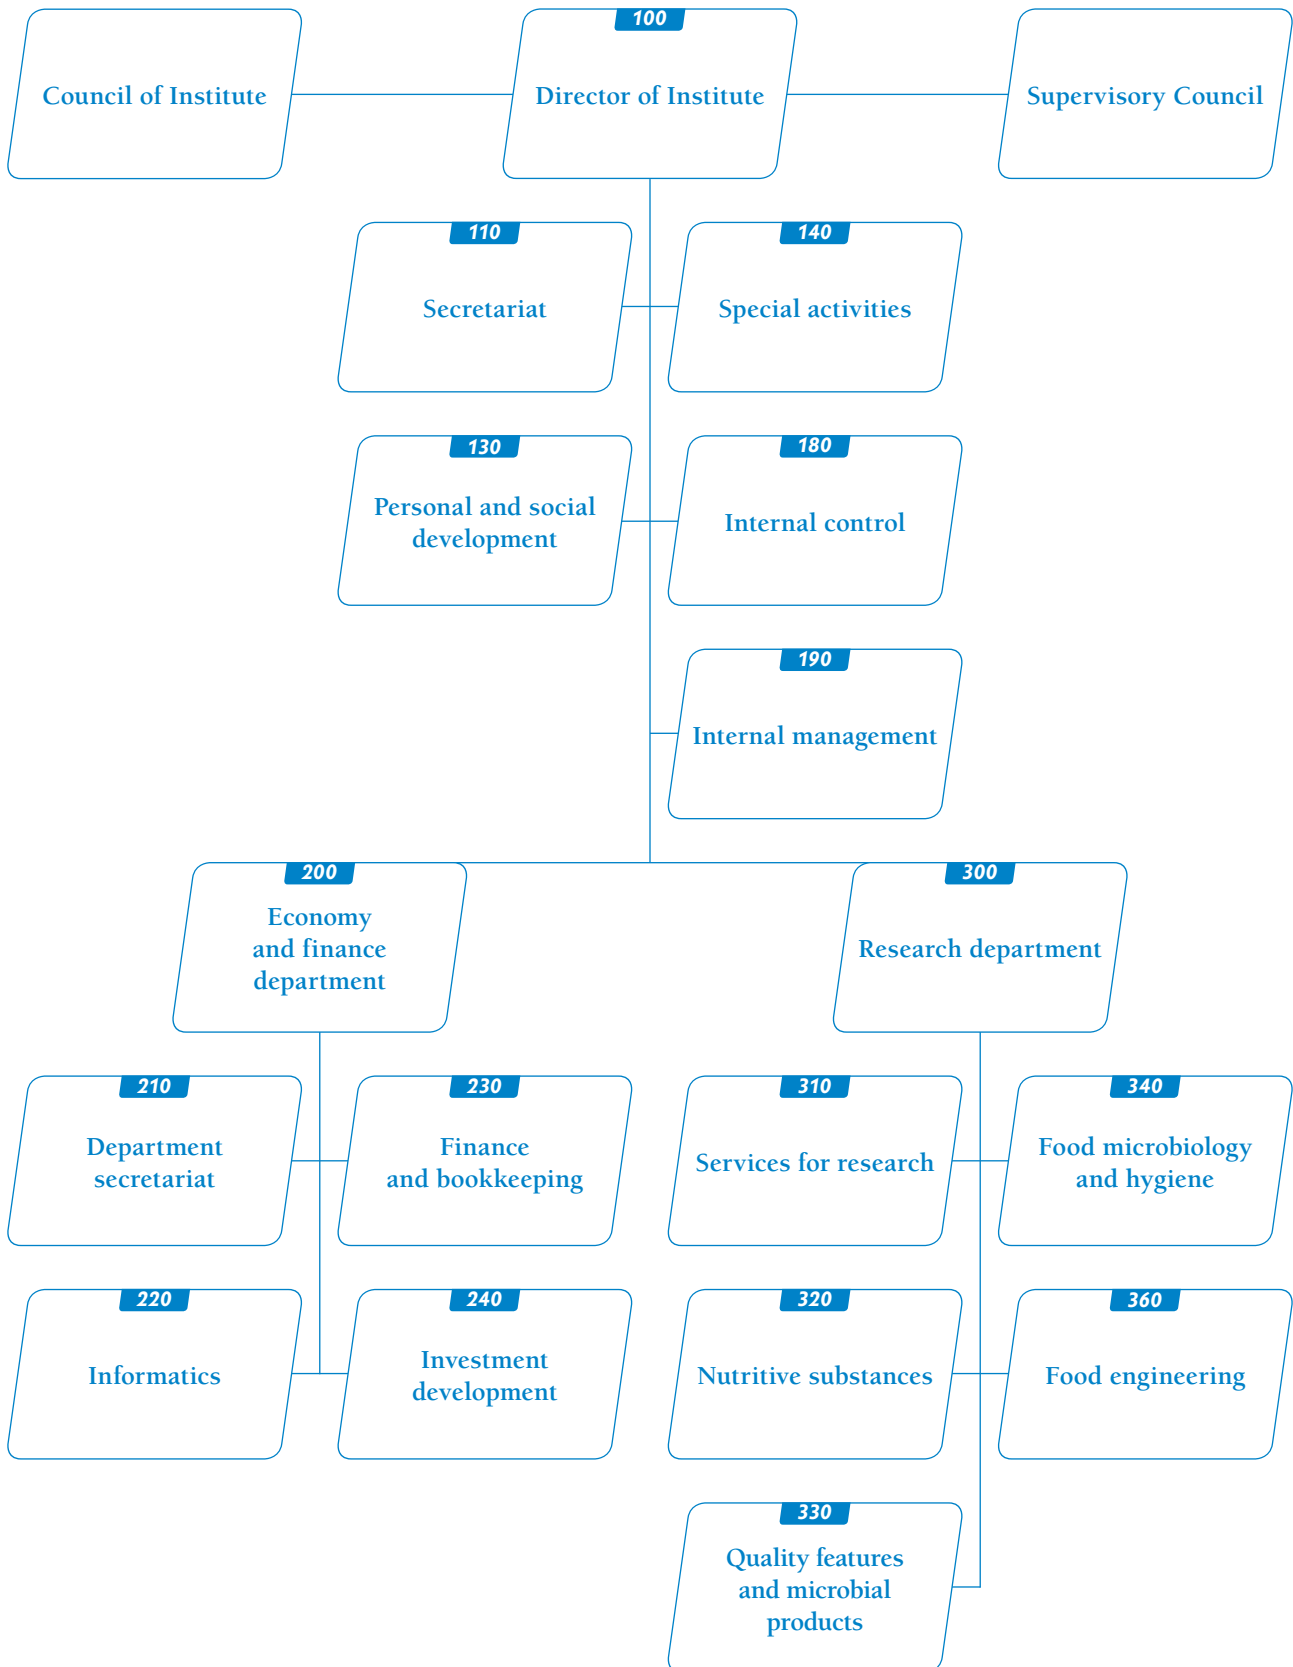 100
Council of Institute
Director of Institute
Supervisory Council
110
140
Secretariat
Special activities
130
180
Personal and social
development
Internal control
190
Internal management
200
300
Economy
and finance
department
Research department
210
230
310
340
Department
secretariat
Finance
and bookkeeping
Services for research
Food microbiology
and hygiene
220
240
320
360
Informatics
Investment
development
Nutritive substances
Food engineering
330
Quality features
and microbial
products